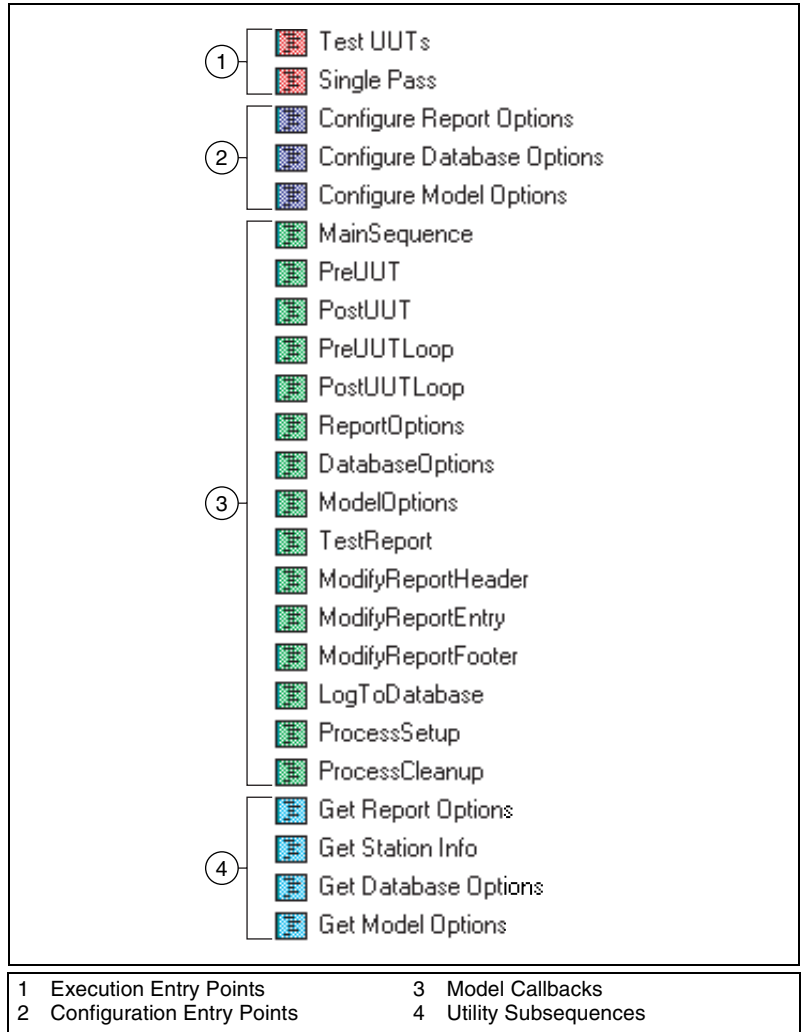 1
Test UUTs
Single Pass
2
Configure Report Options
Configure Database Options
Configure Model Options
3
MainSequence
PreUUT
PostUUT
PreUUTLoop
PostUUTLoop
ReportOptions
DatabaseOptions
ModelOptions
TestReport
ModifyReportHeader
ModifyReportEntry
ModifyReportFooter
LogToDatabase
ProcessSetup
ProcessCleanup
4
Get Report Options
Get Station Info
Get Database Options
Get Model Options
1 Execution Entry Points
2 Configuration Entry Points
3 Model Callbacks
4 Utility Subsequences